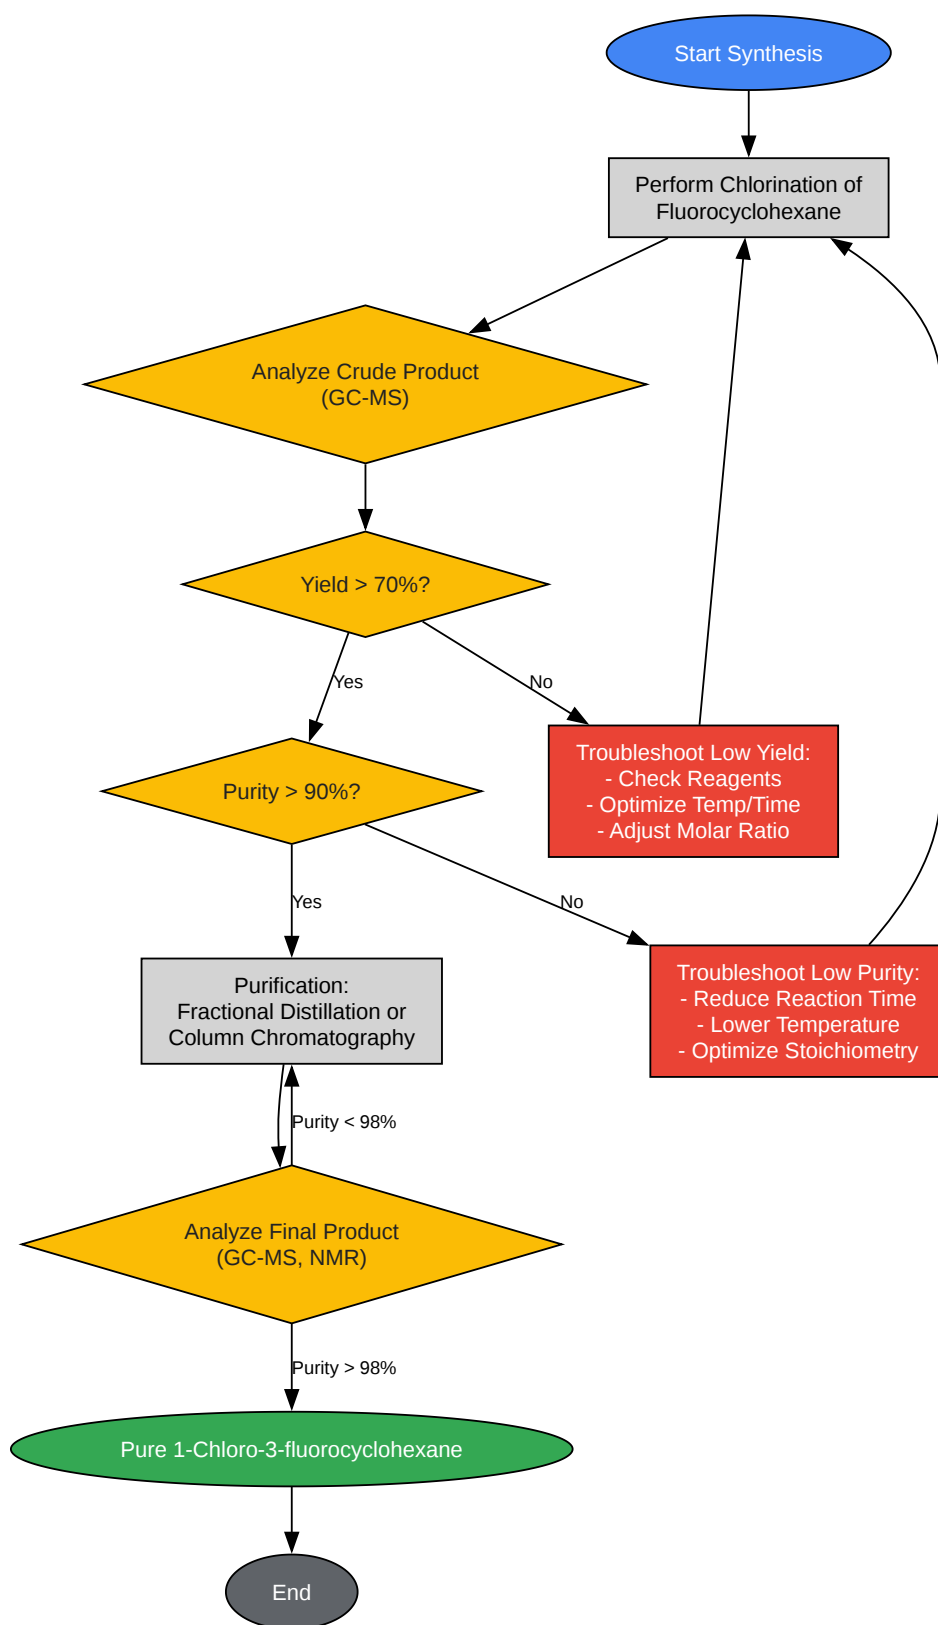 Start Synthesis
Perform Chlorination of
Fluorocyclohexane
Analyze Crude Product
(GC-MS)
Yield > 70%?
Yes
No
Troubleshoot Low Yield:
- Check Reagents
- Optimize Temp/Time
- Adjust Molar Ratio
Purity > 90%?
Yes
No
Troubleshoot Low Purity:
- Reduce Reaction Time
- Lower Temperature
- Optimize Stoichiometry
Purification:
Fractional Distillation or
Column Chromatography
Purity < 98%
Analyze Final Product
(GC-MS, NMR)
Purity > 98%
Pure 1-Chloro-3-fluorocyclohexane
End